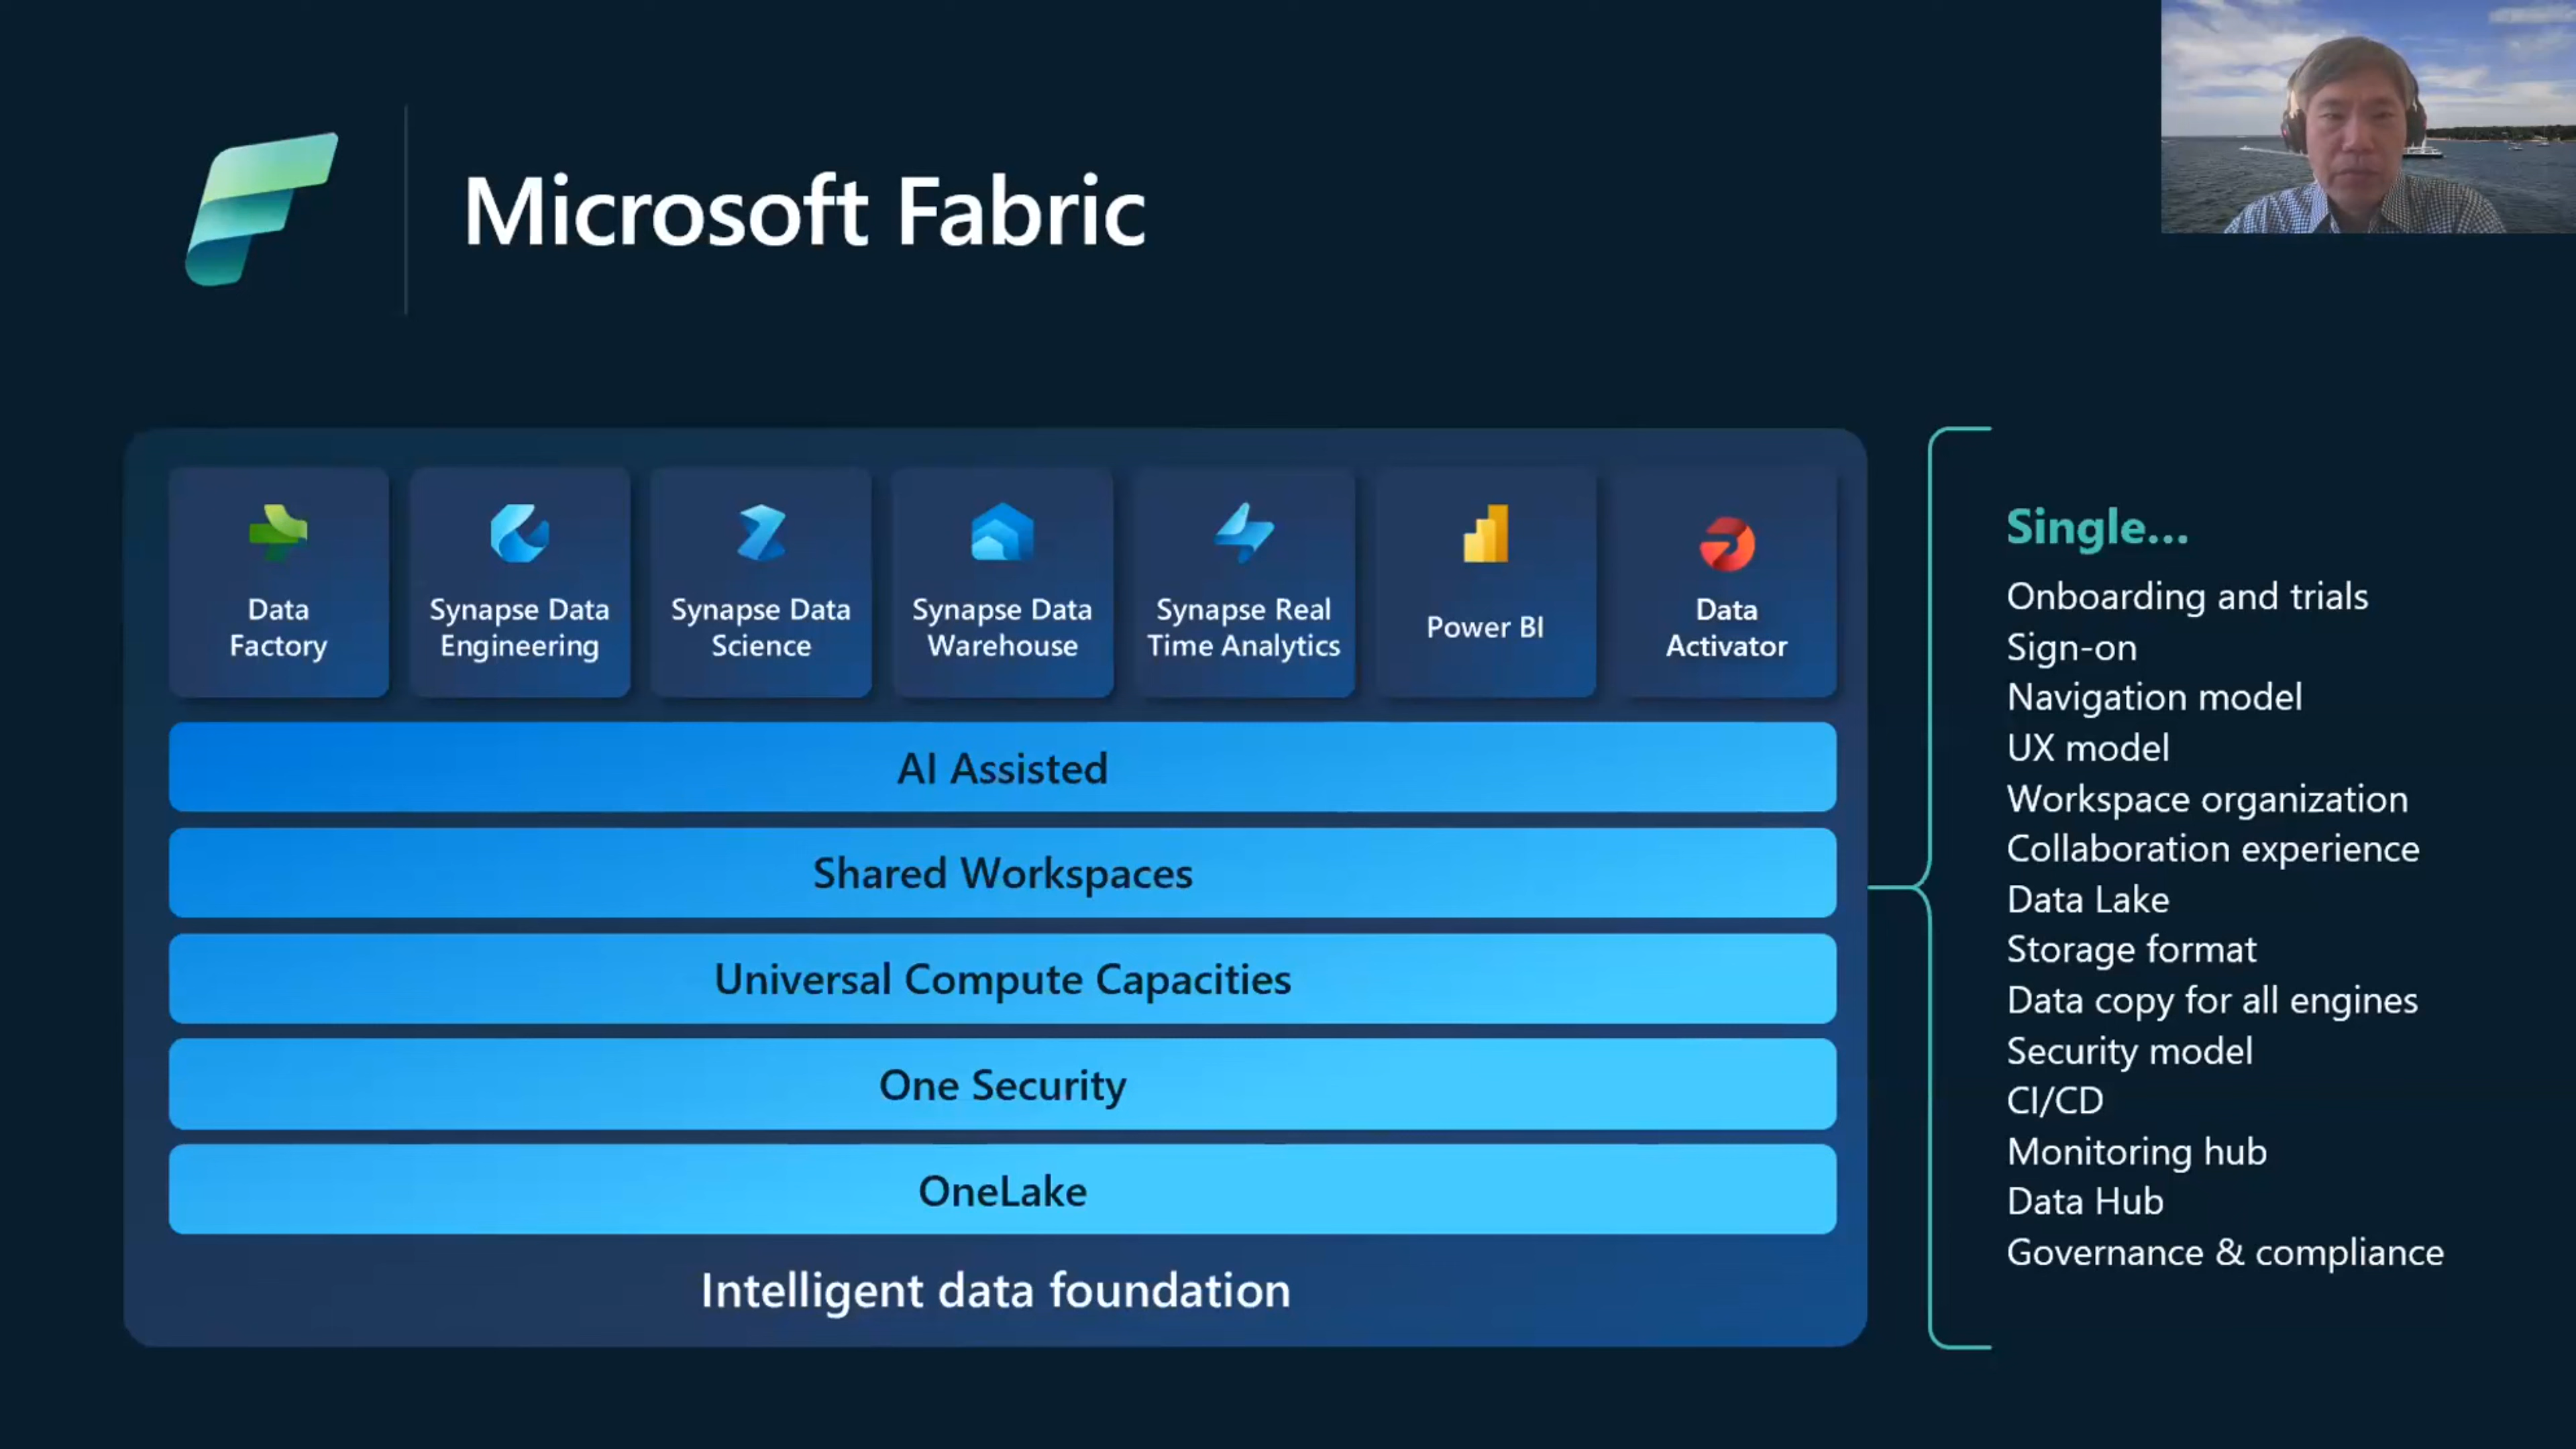 Microsoft Fabric
Data
Factory
Synapse Data
Engineering
Synapse Data
Science
Synapse Data
Warehouse
Synapse Real
Time Analytics
Power BI
Data
Activator
AI Assisted
Shared Workspaces
Universal Compute Capacities
One Security
OneLake
Intelligent data foundation
Single...
Onboarding and trials
Sign-on
Navigation model
UX model
Workspace organization
Collaboration experience
Data Lake
Storage format
Data copy for all engines
Security model
CI/CD
Monitoring hub
Data Hub
Governance & compliance